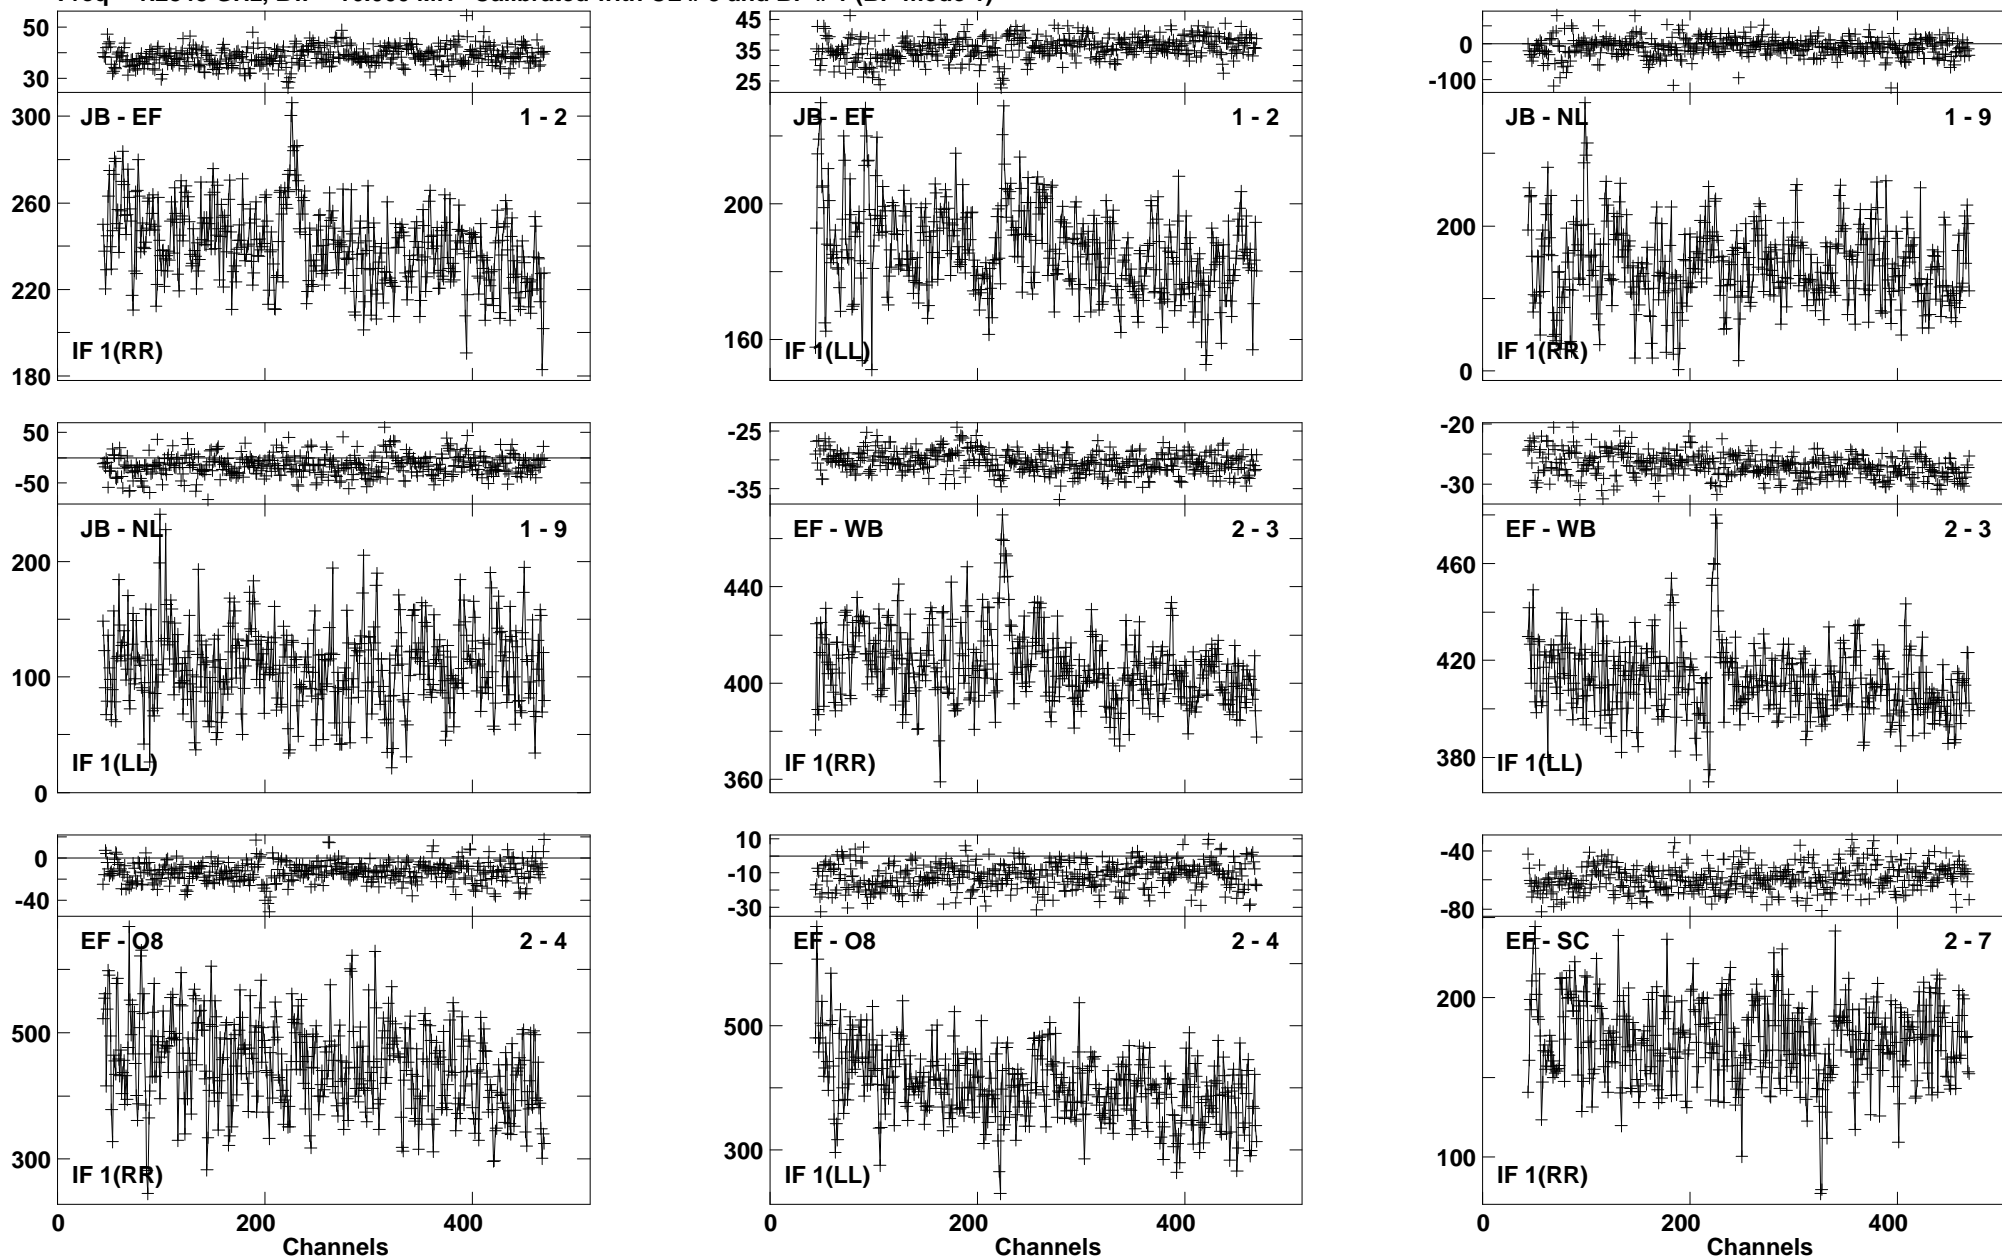 50
30
45
35
25
0
-100
300
260
220
180
JB - EF 1 - 2
IF 1(RR)
200
160
JB - EF 1 - 2
IF 1(LL)
200
0
JB - NL 1 - 9
IF 1(RR)
50
-50
-25
-35
-20
-30
200
100
0
JB - NL 1 - 9
IF 1(LL)
440
400
360
EF - WB 2 - 3
IF 1(RR)
460
420
380
EF - WB 2 - 3
IF 1(LL)
0
-40
10
-10
-30
-40
-80
500
300
EF - O8 2 - 4
IF 1(RR)
500
300
EF - O8 2 - 4
IF 1(LL)
200
100
EF - SC 2 - 7
IF 1(RR)
0 200 400
Channels
0 200 400
Channels
0 200 400
Channels